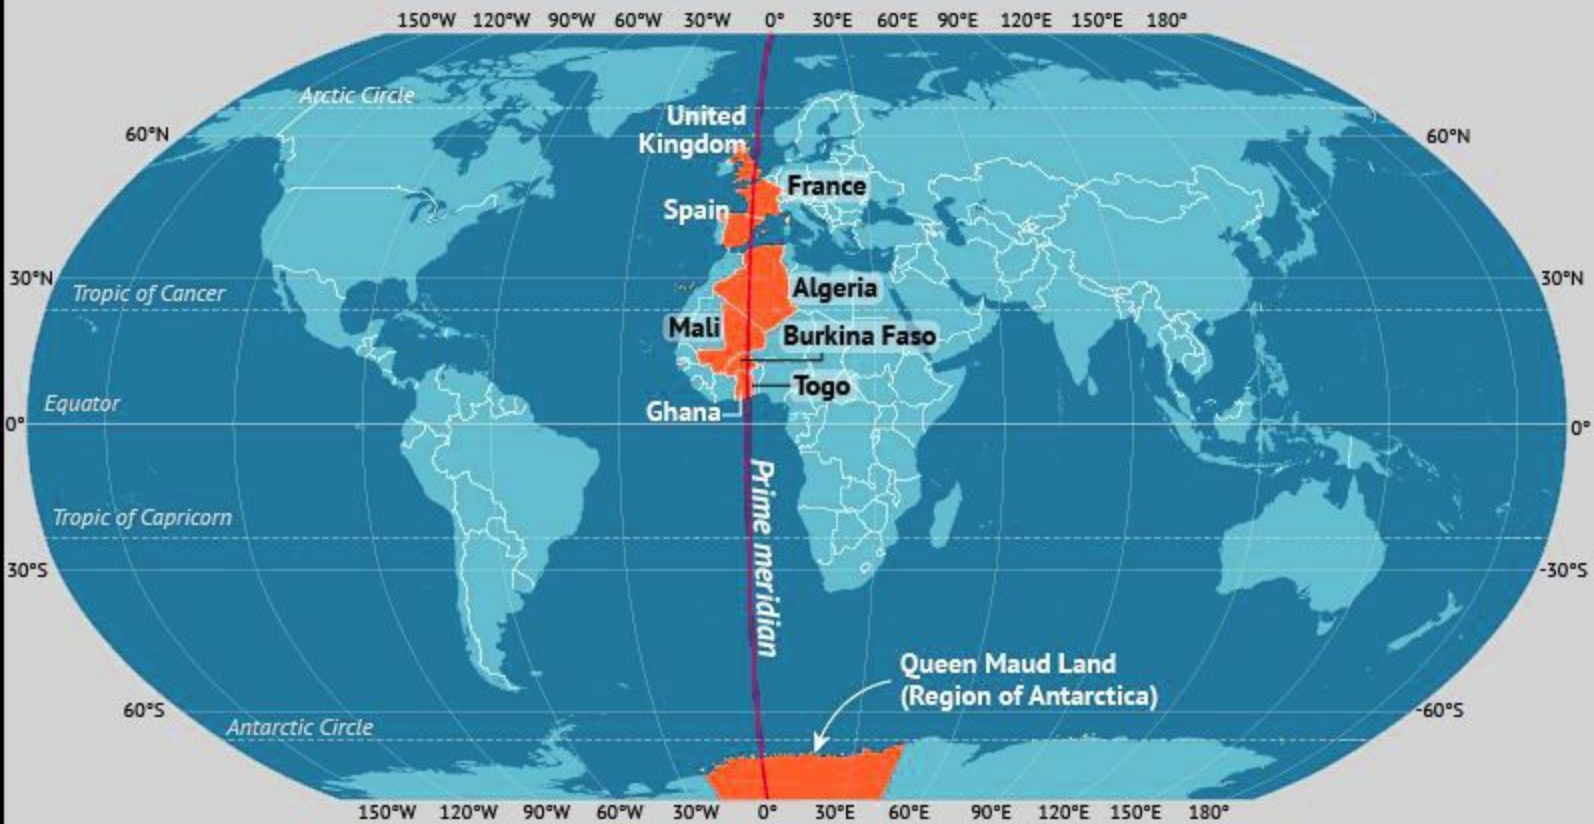 150°W 120°W 90°W 60°W 30°W 0° 30°E 60°E 90°E 120°E 150°E 180°
Arctic Circle
United
Kingdom
60°N
60°N
France
Spain
30°N
30°N
Tropic of Cancer
Algeria
Mali
Burkina Faso
Togo
Equator
Ghana
0°
0°
Prime meridian
Tropic of Capricorn
30°S
-30°S
Queen Maud Land
(Region of Antarctica)
60°S
-60°S
Antarctic Circle
150°W 120°W 90°W 60°W 30°W 0° 30°E 60°E 90°E 120°E 150°E 180°